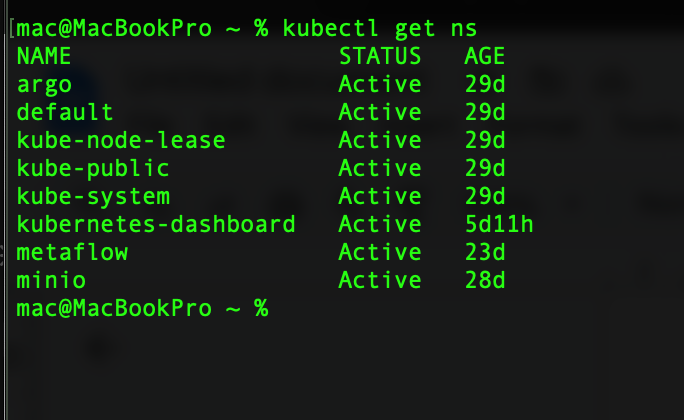 [mac@MacBookPro ~ % kubectl get ns
NAME                   STATUS   AGE
argo                   Active   29d
default                Active   29d
kube-node-lease        Active   29d
kube-public            Active   29d
kube-system            Active   29d
kubernetes-dashboard   Active   5d11h
metaflow               Active   23d
minio                  Active   28d
mac@MacBookPro ~ %